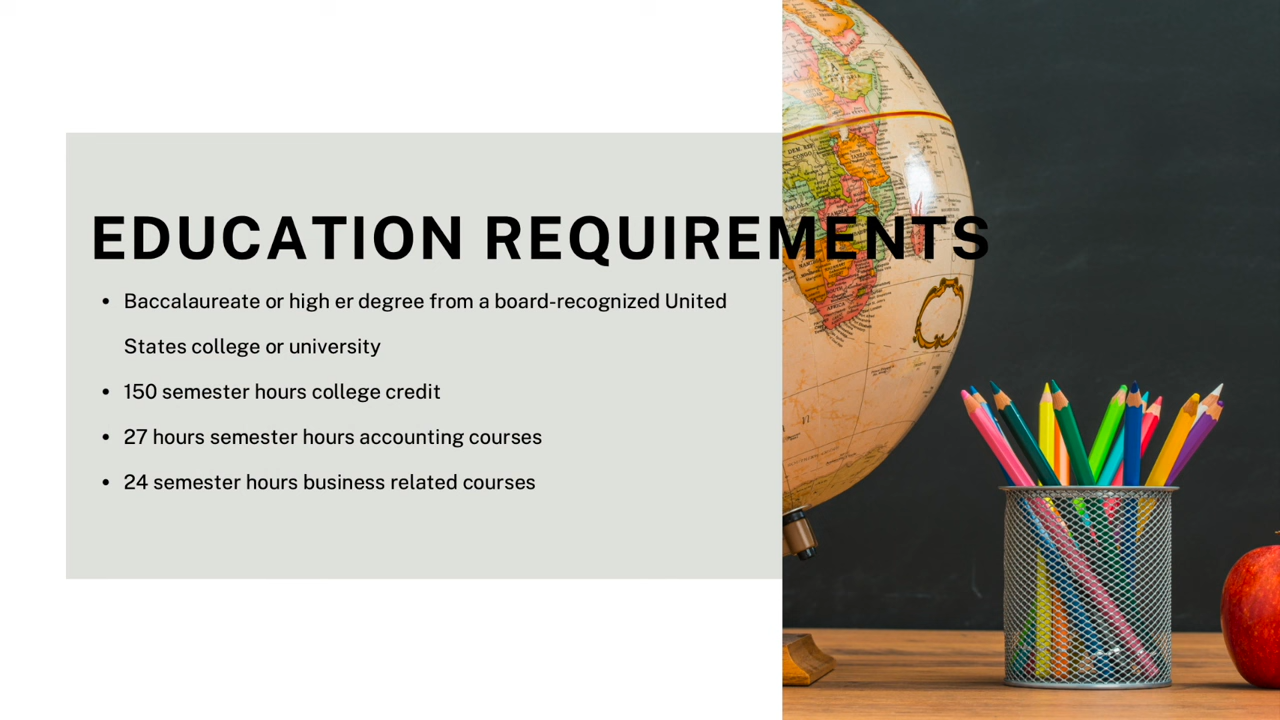 EDUCATION REQUIREMENTS
• Baccalaureate or high er degree from a board-recognized United
States college or university
• 150 semester hours college credit
• 27 hours semester hours accounting courses
• 24 semester hours business related courses